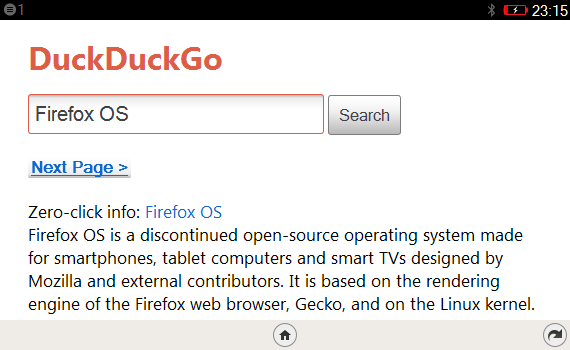 1
23:15
DuckDuckGo
Firefox OS
Search
Next Page >
Zero-click info: Firefox OS
Firefox OS is a discontinued open-source operating system made
for smartphones, tablet computers and smart TVs designed by
Mozilla and external contributors. It is based on the rendering
engine of the Firefox web browser, Gecko, and on the Linux kernel.